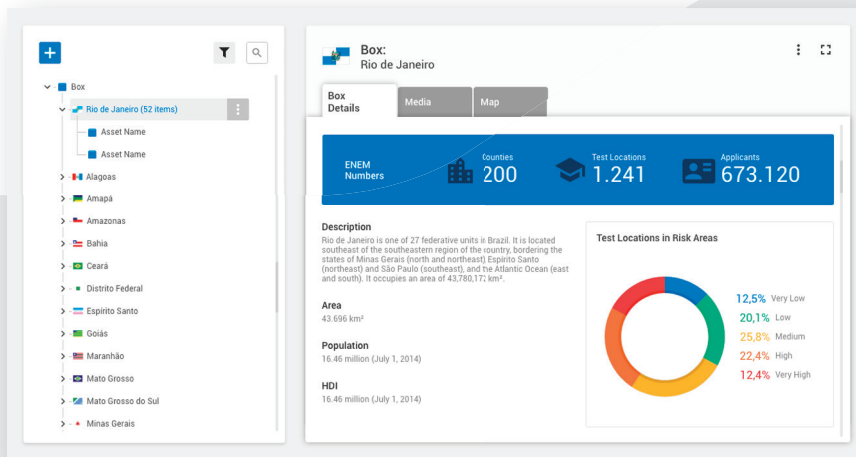 Box
Rio de Janeiro (52 items)
Asset Name
Asset Name
Alagoas
Amapá
Amazonas
Bahia
Ceará
Distrito Federal
Espírito Santo
Goiás
Maranhão
Mato Grosso
Mato Grosso do Sul
Minas Gerais
Box:
Rio de Janeiro
Box
Details
Media
Map
ENEM
Numbers
Counties
200
Test Locations
1.241
Applicants
673.120
Description
Rio de Janeiro is one of 27 federative units in Brazil. It is located
southeast of the southeastern region of the country, bordering the
states of Minas Gerais (north and northeast) Espírito Santo
(northeast) and São Paulo (southeast), and the Atlantic Ocean (east
and south). It occupies an area of 43,780,172 km².
Area
43.696 km²
Population
16.46 million (July 1, 2014)
HDI
16.46 million (July 1, 2014)
Test Locations in Risk Areas
12,5% Very Low
20,1% Low
25,8% Medium
22,4% High
12,4% Very High